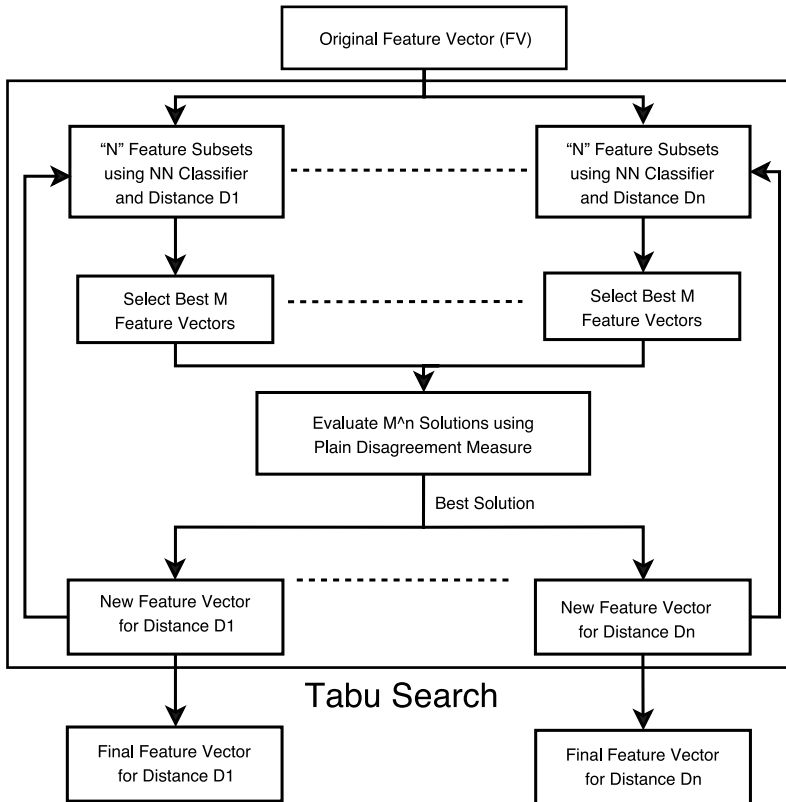 Original Feature Vector (FV)
“N” Feature Subsets
using NN Classifier
and Distance D1
“N” Feature Subsets
using NN Classifier
and Distance Dn
Select Best M
Feature Vectors
Select Best M
Feature Vectors
Evaluate M^n Solutions using
Plain Disagreement Measure
Best Solution
New Feature Vector
for Distance D1
New Feature Vector
for Distance Dn
Tabu Search
Final Feature Vector
for Distance D1
Final Feature Vector
for Distance Dn